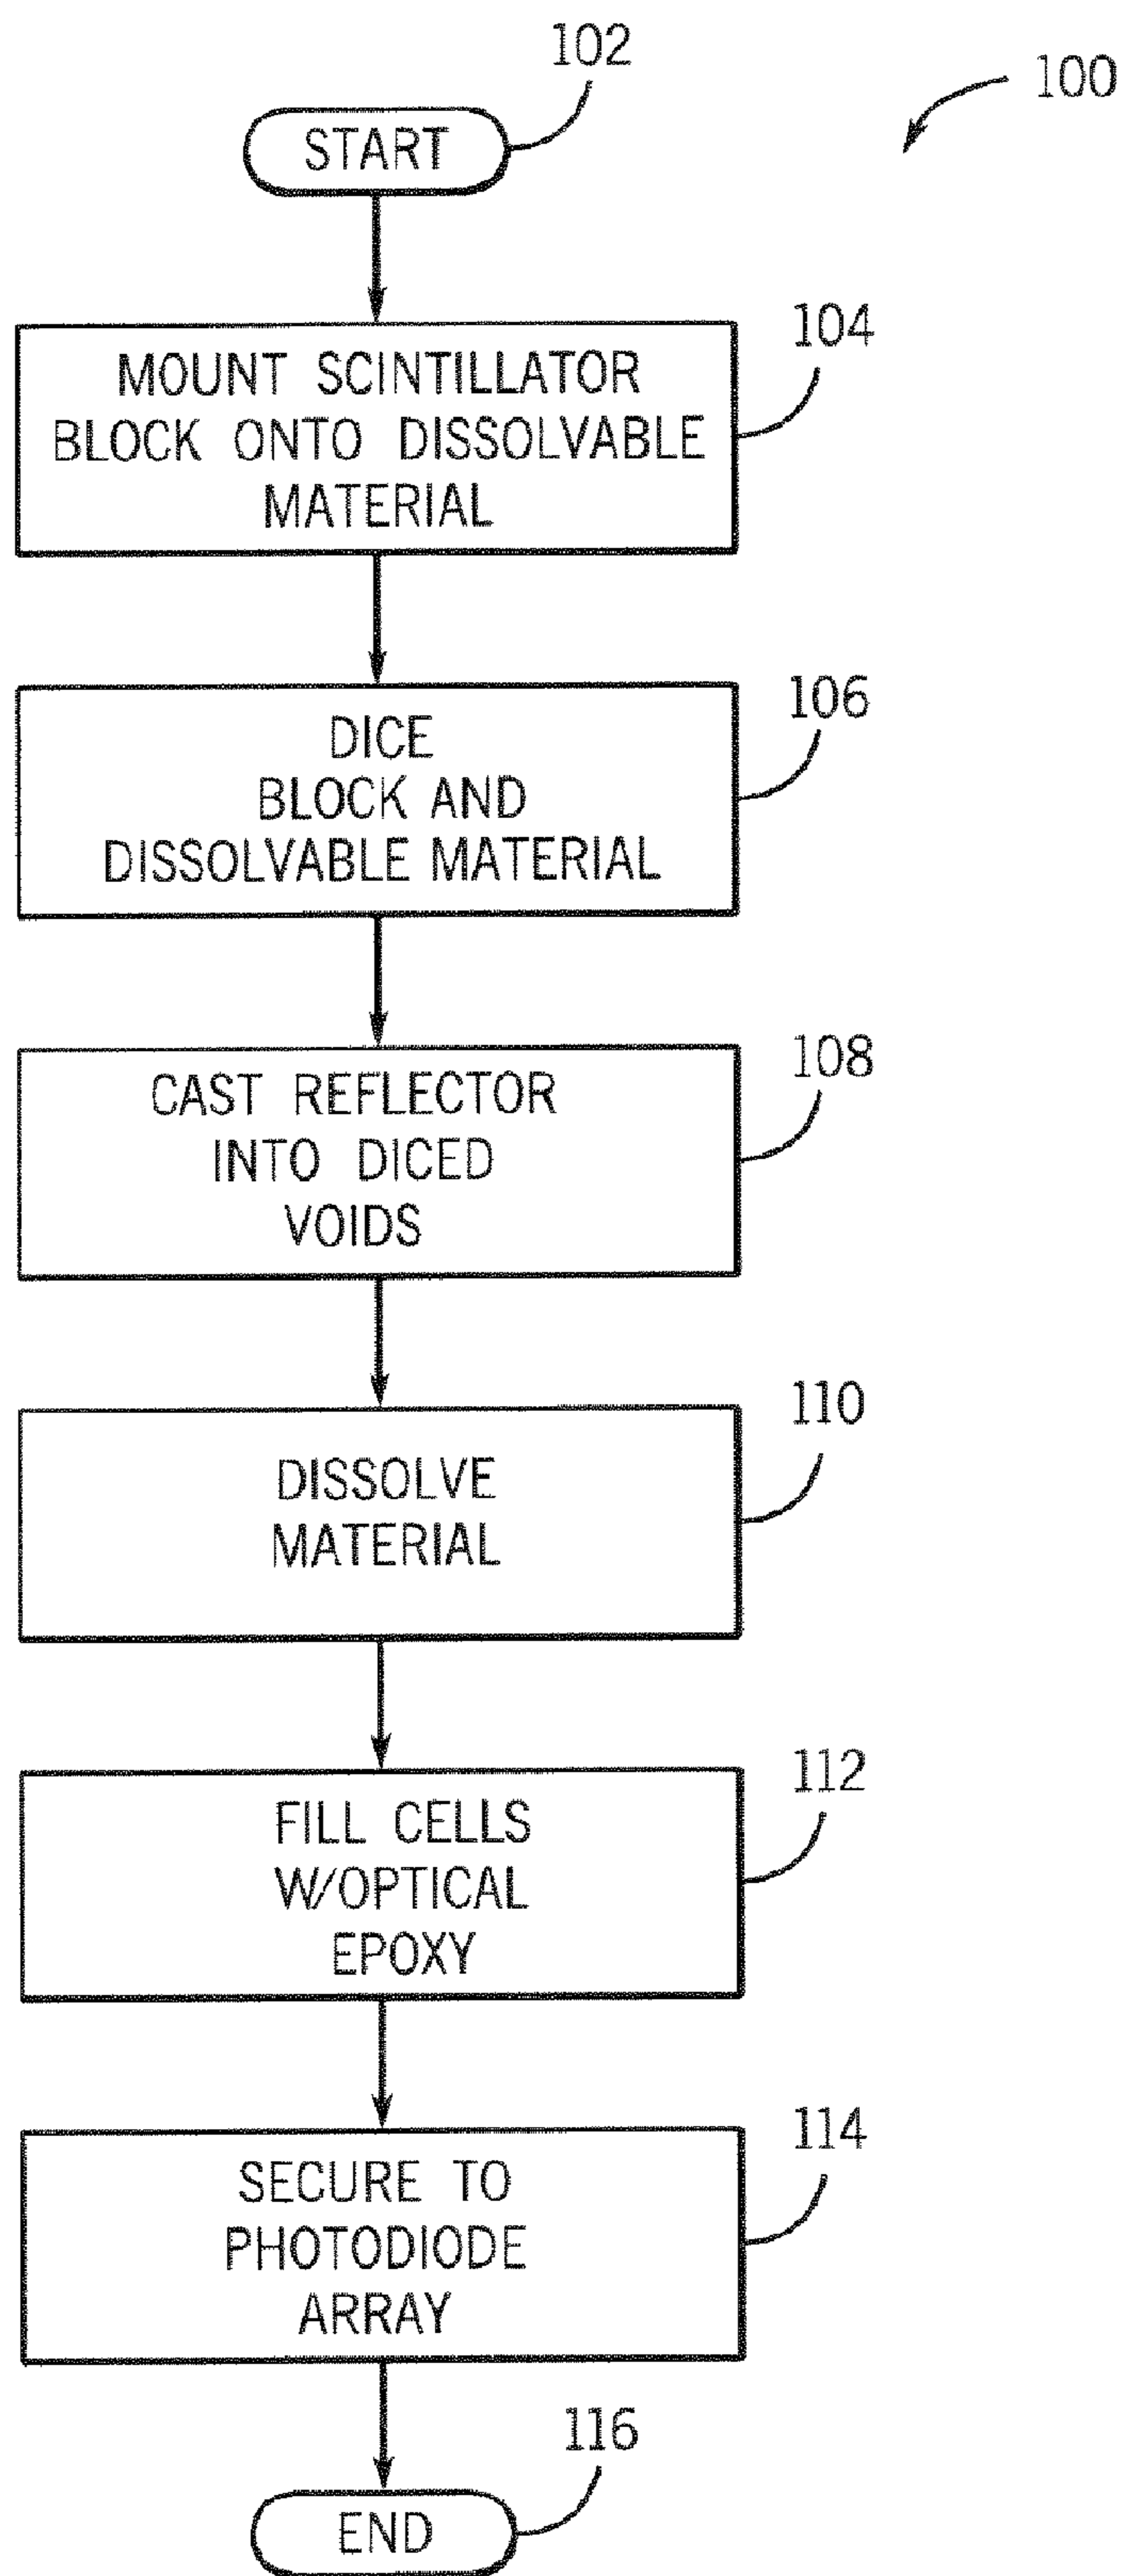 102
100
START
104
MOUNT SCINTILLATOR
BLOCK ONTO DISSOLVABLE
MATERIAL
106
DICE
BLOCK AND
DISSOLVABLE MATERIAL
108
CAST REFLECTOR
INTO DICED
VOIDS
110
DISSOLVE
MATERIAL
112
FILL CELLS
W/OPTICAL
EPOXY
114
SECURE TO
PHOTODIODE
ARRAY
116
END